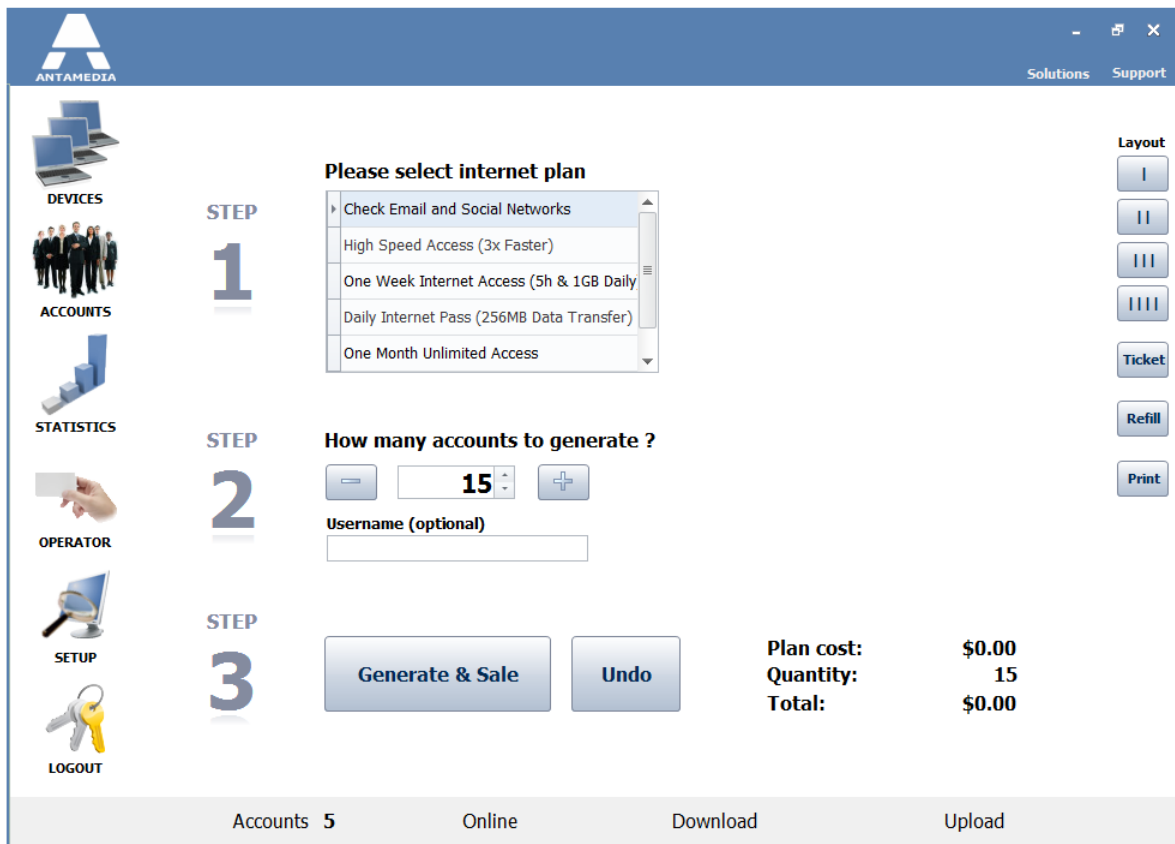 ANTAMEDIA
Solutions Support
DEVICES
ACCOUNTS
STATISTICS
OPERATOR
SETUP
LOGOUT
STEP
1
Please select internet plan
Check Email and Social Networks
High Speed Access (3x Faster)
One Week Internet Access (5h & 1GB Daily
Daily Internet Pass (256MB Data Transfer)
One Month Unlimited Access
STEP
2
How many accounts to generate ?
15
Username (optional)
STEP
3
Generate & Sale Undo
Plan cost: $0.00
Quantity: 15
Total: $0.00
Layout
I
I I
I I I
I I I I
Ticket
Refill
Print
Accounts 5 Online Download Upload